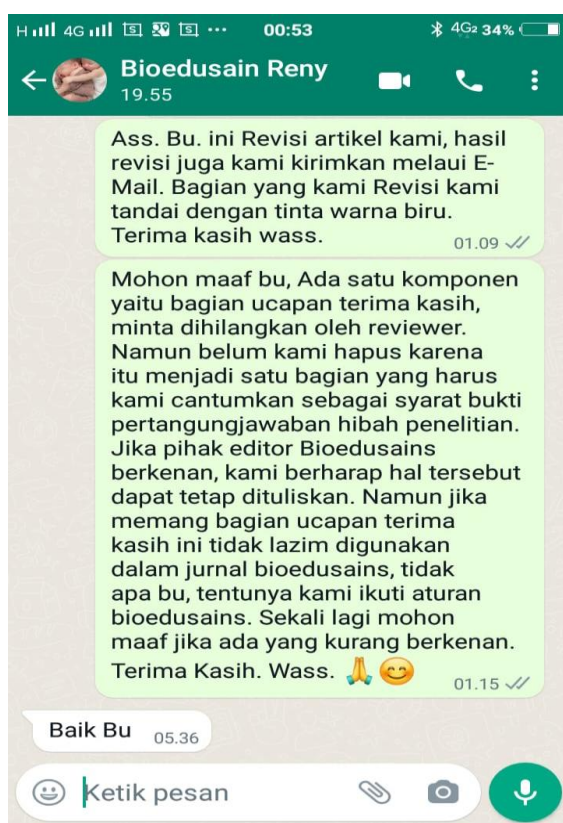 H 4G 00:53 4G2 34%
Bioedusain Reny
19.55
Ass. Bu. ini Revisi artikel kami, hasil
revisi juga kami kirimkan melaui E-
Mail. Bagian yang kami Revisi kami
tandai dengan tinta warna biru.
Terima kasih wass.
01.09
Mohon maaf bu, Ada satu komponen
yaitu bagian ucapan terima kasih,
minta dihilangkan oleh reviewer.
Namun belum kami hapus karena
itu menjadi satu bagian yang harus
kami cantumkan sebagai syarat bukti
pertangungjawaban hibah penelitian.
Jika pihak editor Bioedusains
berkenan, kami berharap hal tersebut
dapat tetap dituliskan. Namun jika
memang bagian ucapan terima
kasih ini tidak lazim digunakan
dalam jurnal bioedusains, tidak
apa bu, tentunya kami ikuti aturan
bioedusains. Sekali lagi mohon
maaf jika ada yang kurang berkenan.
Terima Kasih. Wass. 🙏😊
01.15
Baik Bu 05.36
Ketik pesan